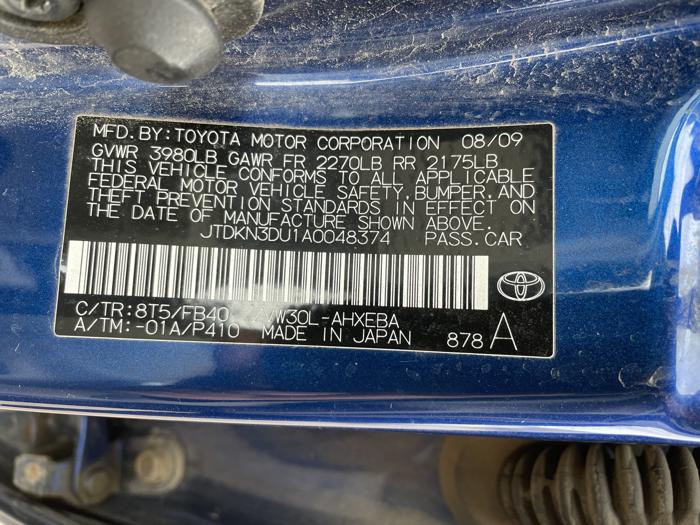 MFD. BY: TOYOTA MOTOR CORPORATION 08/09
GVWR 3980LB GAWR FR 2270LB RR 2175LB
THIS VEHICLE CONFORMS TO ALL APPLICABLE
FEDERAL MOTOR VEHICLE SAFETY, BUMPER, AND
THEFT PREVENTION STANDARDS IN EFFECT ON
THE DATE OF MANUFACTURE SHOWN ABOVE.
JTDKN3DU1A0048374 PASS. CAR
C/TR: 8T5/FB40 W30L-AHXEBA
A/TM: -01A/P410 MADE IN JAPAN 878 A